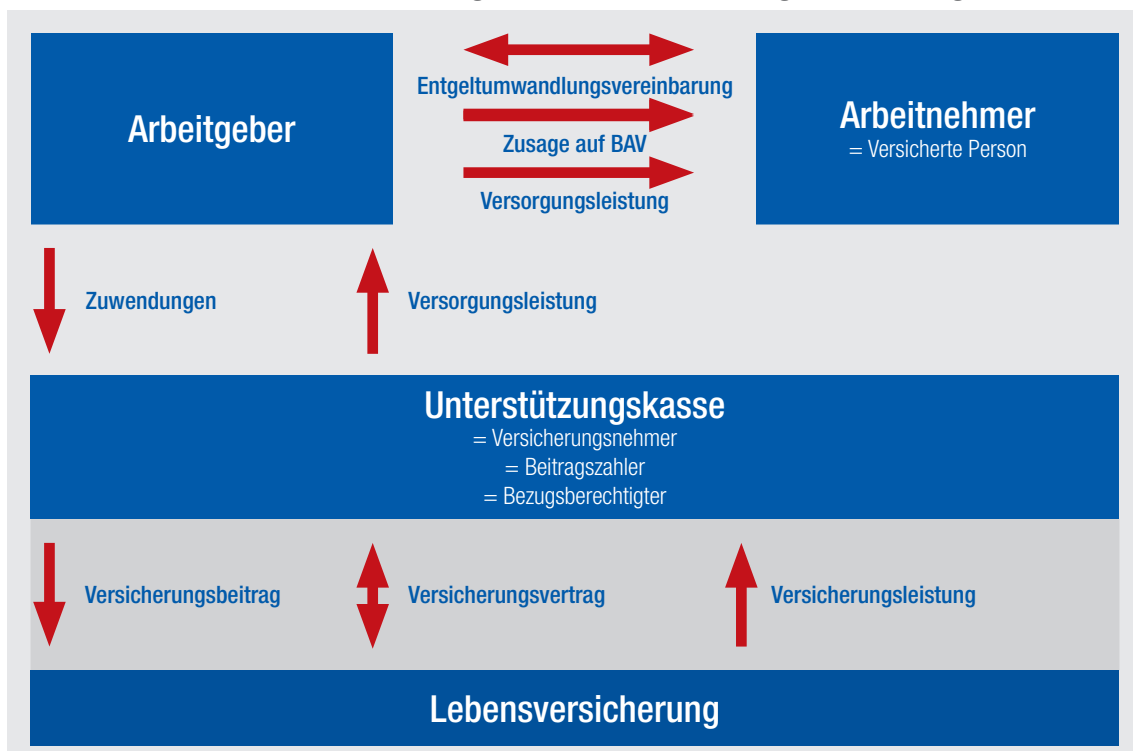 Arbeitgeber
Entgeltumwandlungsvereinbarung
Zusage auf BAV
Versorgungsleistung
Arbeitnehmer
= Versicherte Person
Zuwendungen
Versorgungsleistung
Unterstützungskasse
= Versicherungsnehmer
= Beitragszahler
= Bezugsberechtigter
Versicherungsbeitrag
Versicherungsvertrag
Versicherungsleistung
Lebensversicherung